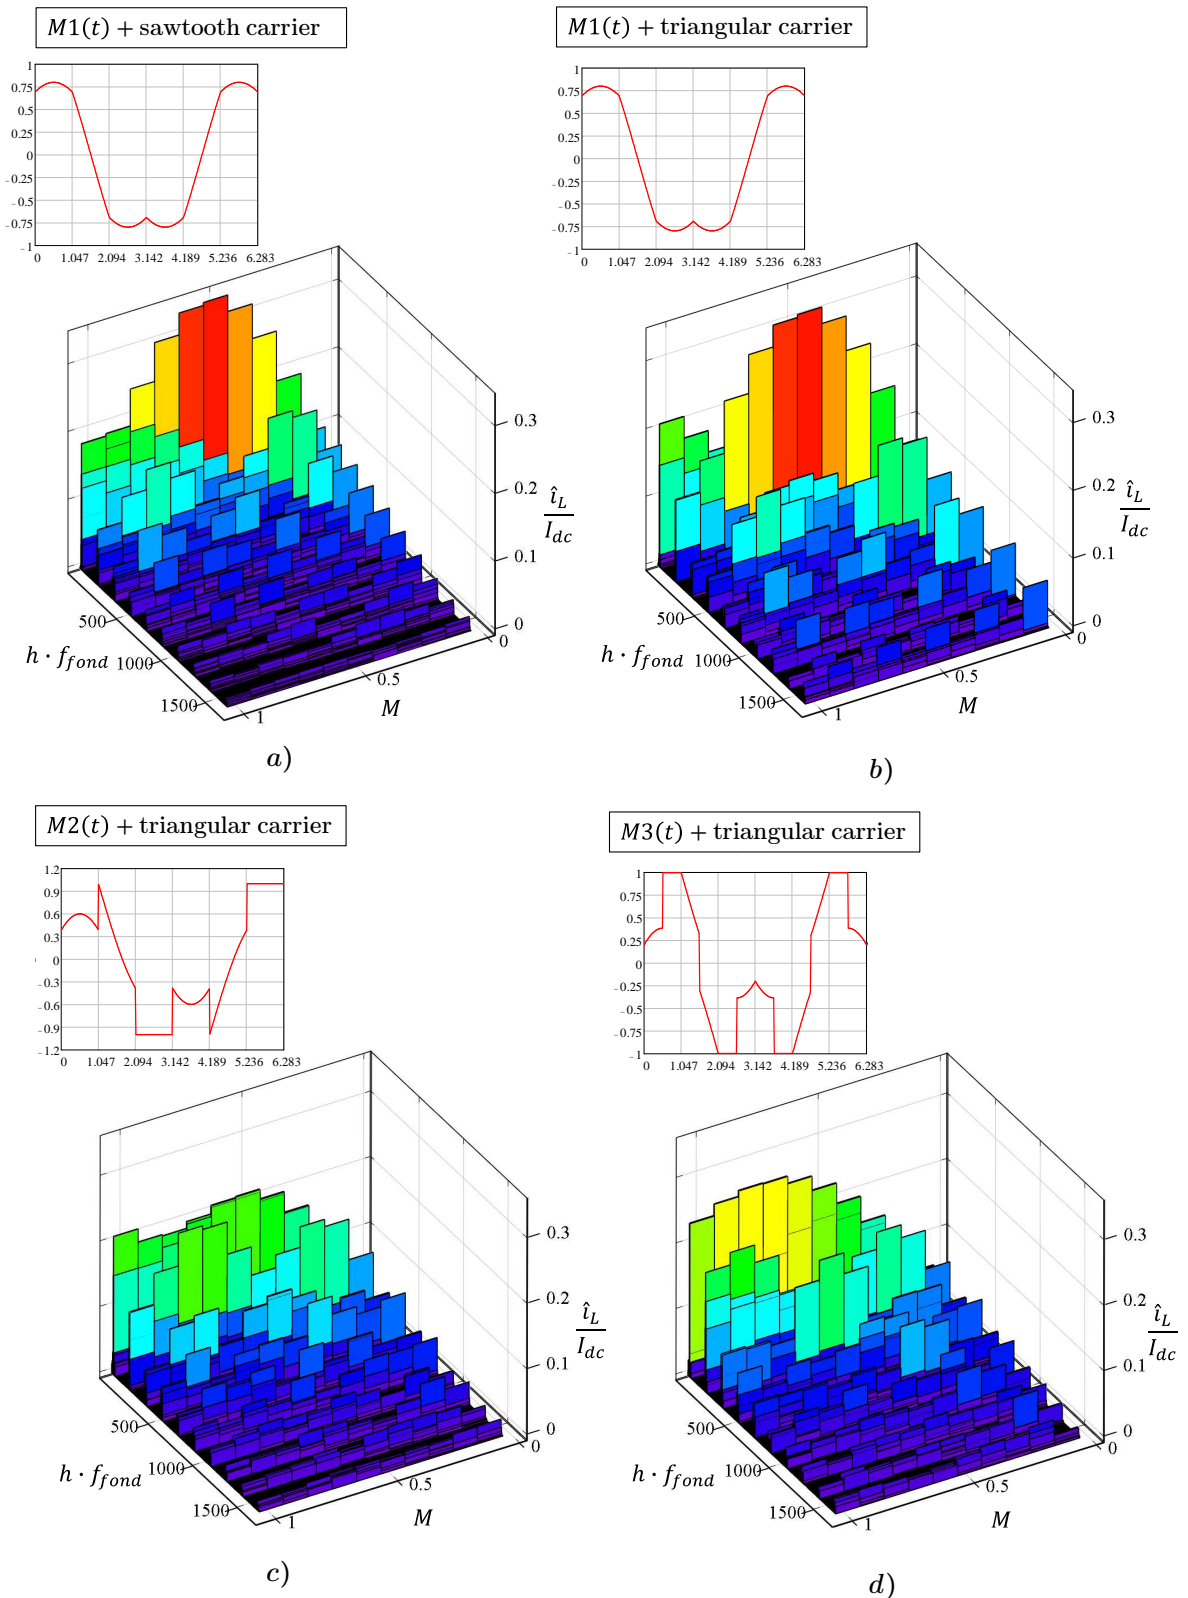 M1(t) + sawtooth carrier
M1(t) + triangular carrier
1
0.75
0.5
0.25
0
-0.25
-0.5
-0.75
-1
0 1.047 2.094 3.142 4.189 5.236 6.283
1
0.75
0.5
0.25
0
-0.25
-0.5
-0.75
-1
0 1.047 2.094 3.142 4.189 5.236 6.283
0.3
0.2
0.1
0
î_L
I_dc
0
0.5
1
M
500
1000
1500
h · f_fond
a)
0.3
0.2
0.1
0
î_L
I_dc
0
0.5
1
M
500
1000
1500
h · f_fond
b)
M2(t) + triangular carrier
M3(t) + triangular carrier
1.2
0.9
0.6
0.3
0
-0.3
-0.6
-0.9
-1.2
0 1.047 2.094 3.142 4.189 5.236 6.283
1
0.75
0.5
0.25
0
-0.25
-0.5
-0.75
-1
0 1.047 2.094 3.142 4.189 5.236 6.283
0.3
0.2
0.1
0
î_L
I_dc
0
0.5
1
M
500
1000
1500
h · f_fond
c)
0.3
0.2
0.1
0
î_L
I_dc
0
0.5
1
M
500
1000
1500
h · f_fond
d)